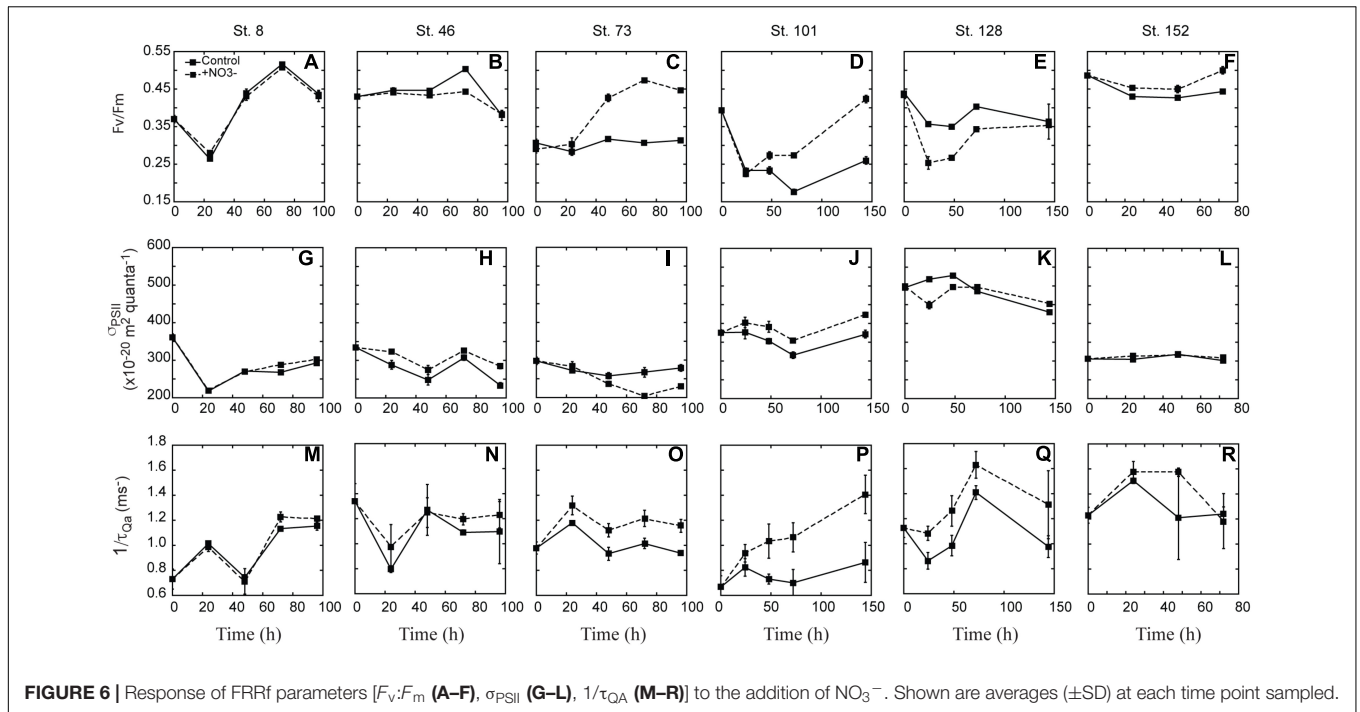 St. 8 St. 46 St. 73 St. 101 St. 128 St. 152
Fv/Fm
0.55
0.45
0.35
0.25
0.15
Control
+NO3-
A
B
C
D
E
F
0 20 40 60 80 100
0 20 40 60 80 100
0 20 40 60 80 100
0 50 100 150
0 50 100 150
0 20 40 60 80
σPSII
(x10-20 m2 quanta-1)
600
500
400
300
200
G
H
I
J
K
L
0 20 40 60 80 100
0 20 40 60 80 100
0 20 40 60 80 100
0 50 100 150
0 50 100 150
0 20 40 60 80
1/τQa (ms-)
1.8
1.6
1.4
1.2
1.0
0.8
0.6
M
N
O
P
Q
R
0 20 40 60 80 100
0 20 40 60 80 100
0 20 40 60 80 100
0 50 100 150
0 50 100 150
0 20 40 60 80
Time (h) Time (h) Time (h) Time (h) Time (h) Time (h)
FIGURE 6 | Response of FRRf parameters [Fv:Fm (A–F), σPSII (G–L), 1/τQA (M–R)] to the addition of NO3−. Shown are averages (±SD) at each time point sampled.